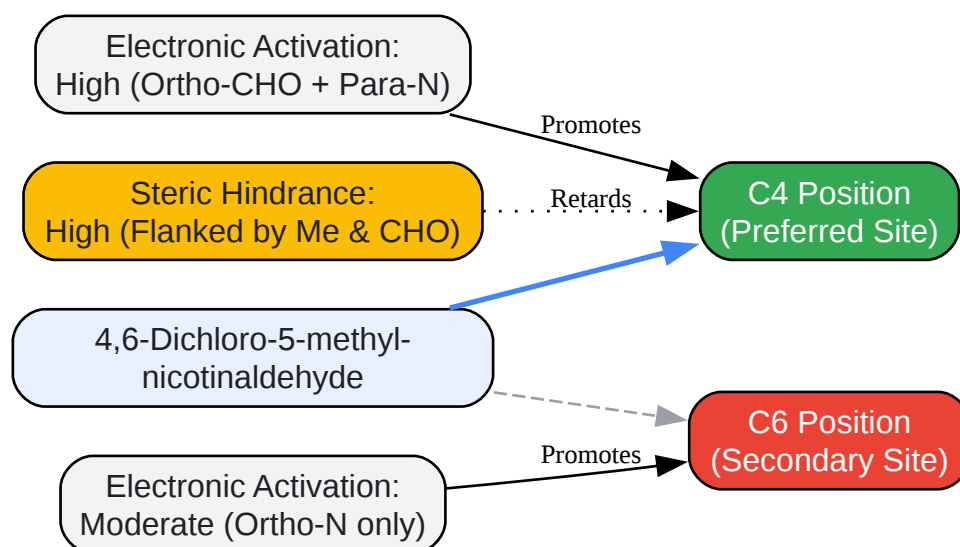 Electronic Activation:
High (Ortho-CHO + Para-N)
Promotes
Steric Hindrance:
High (Flanked by Me & CHO)
Retards
C4 Position
(Preferred Site)
4,6-Dichloro-5-methyl-
nicotinaldehyde
C6 Position
(Secondary Site)
Promotes
Electronic Activation:
Moderate (Ortho-N only)